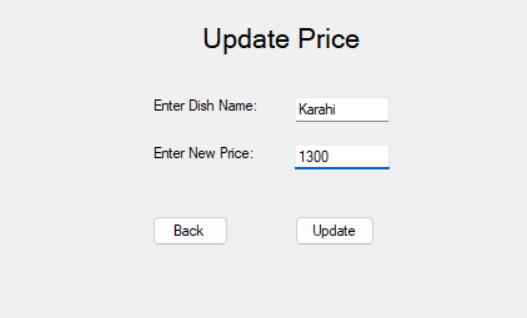 Update Price
Enter Dish Name: Karahi
Enter New Price: 1300
Back Update